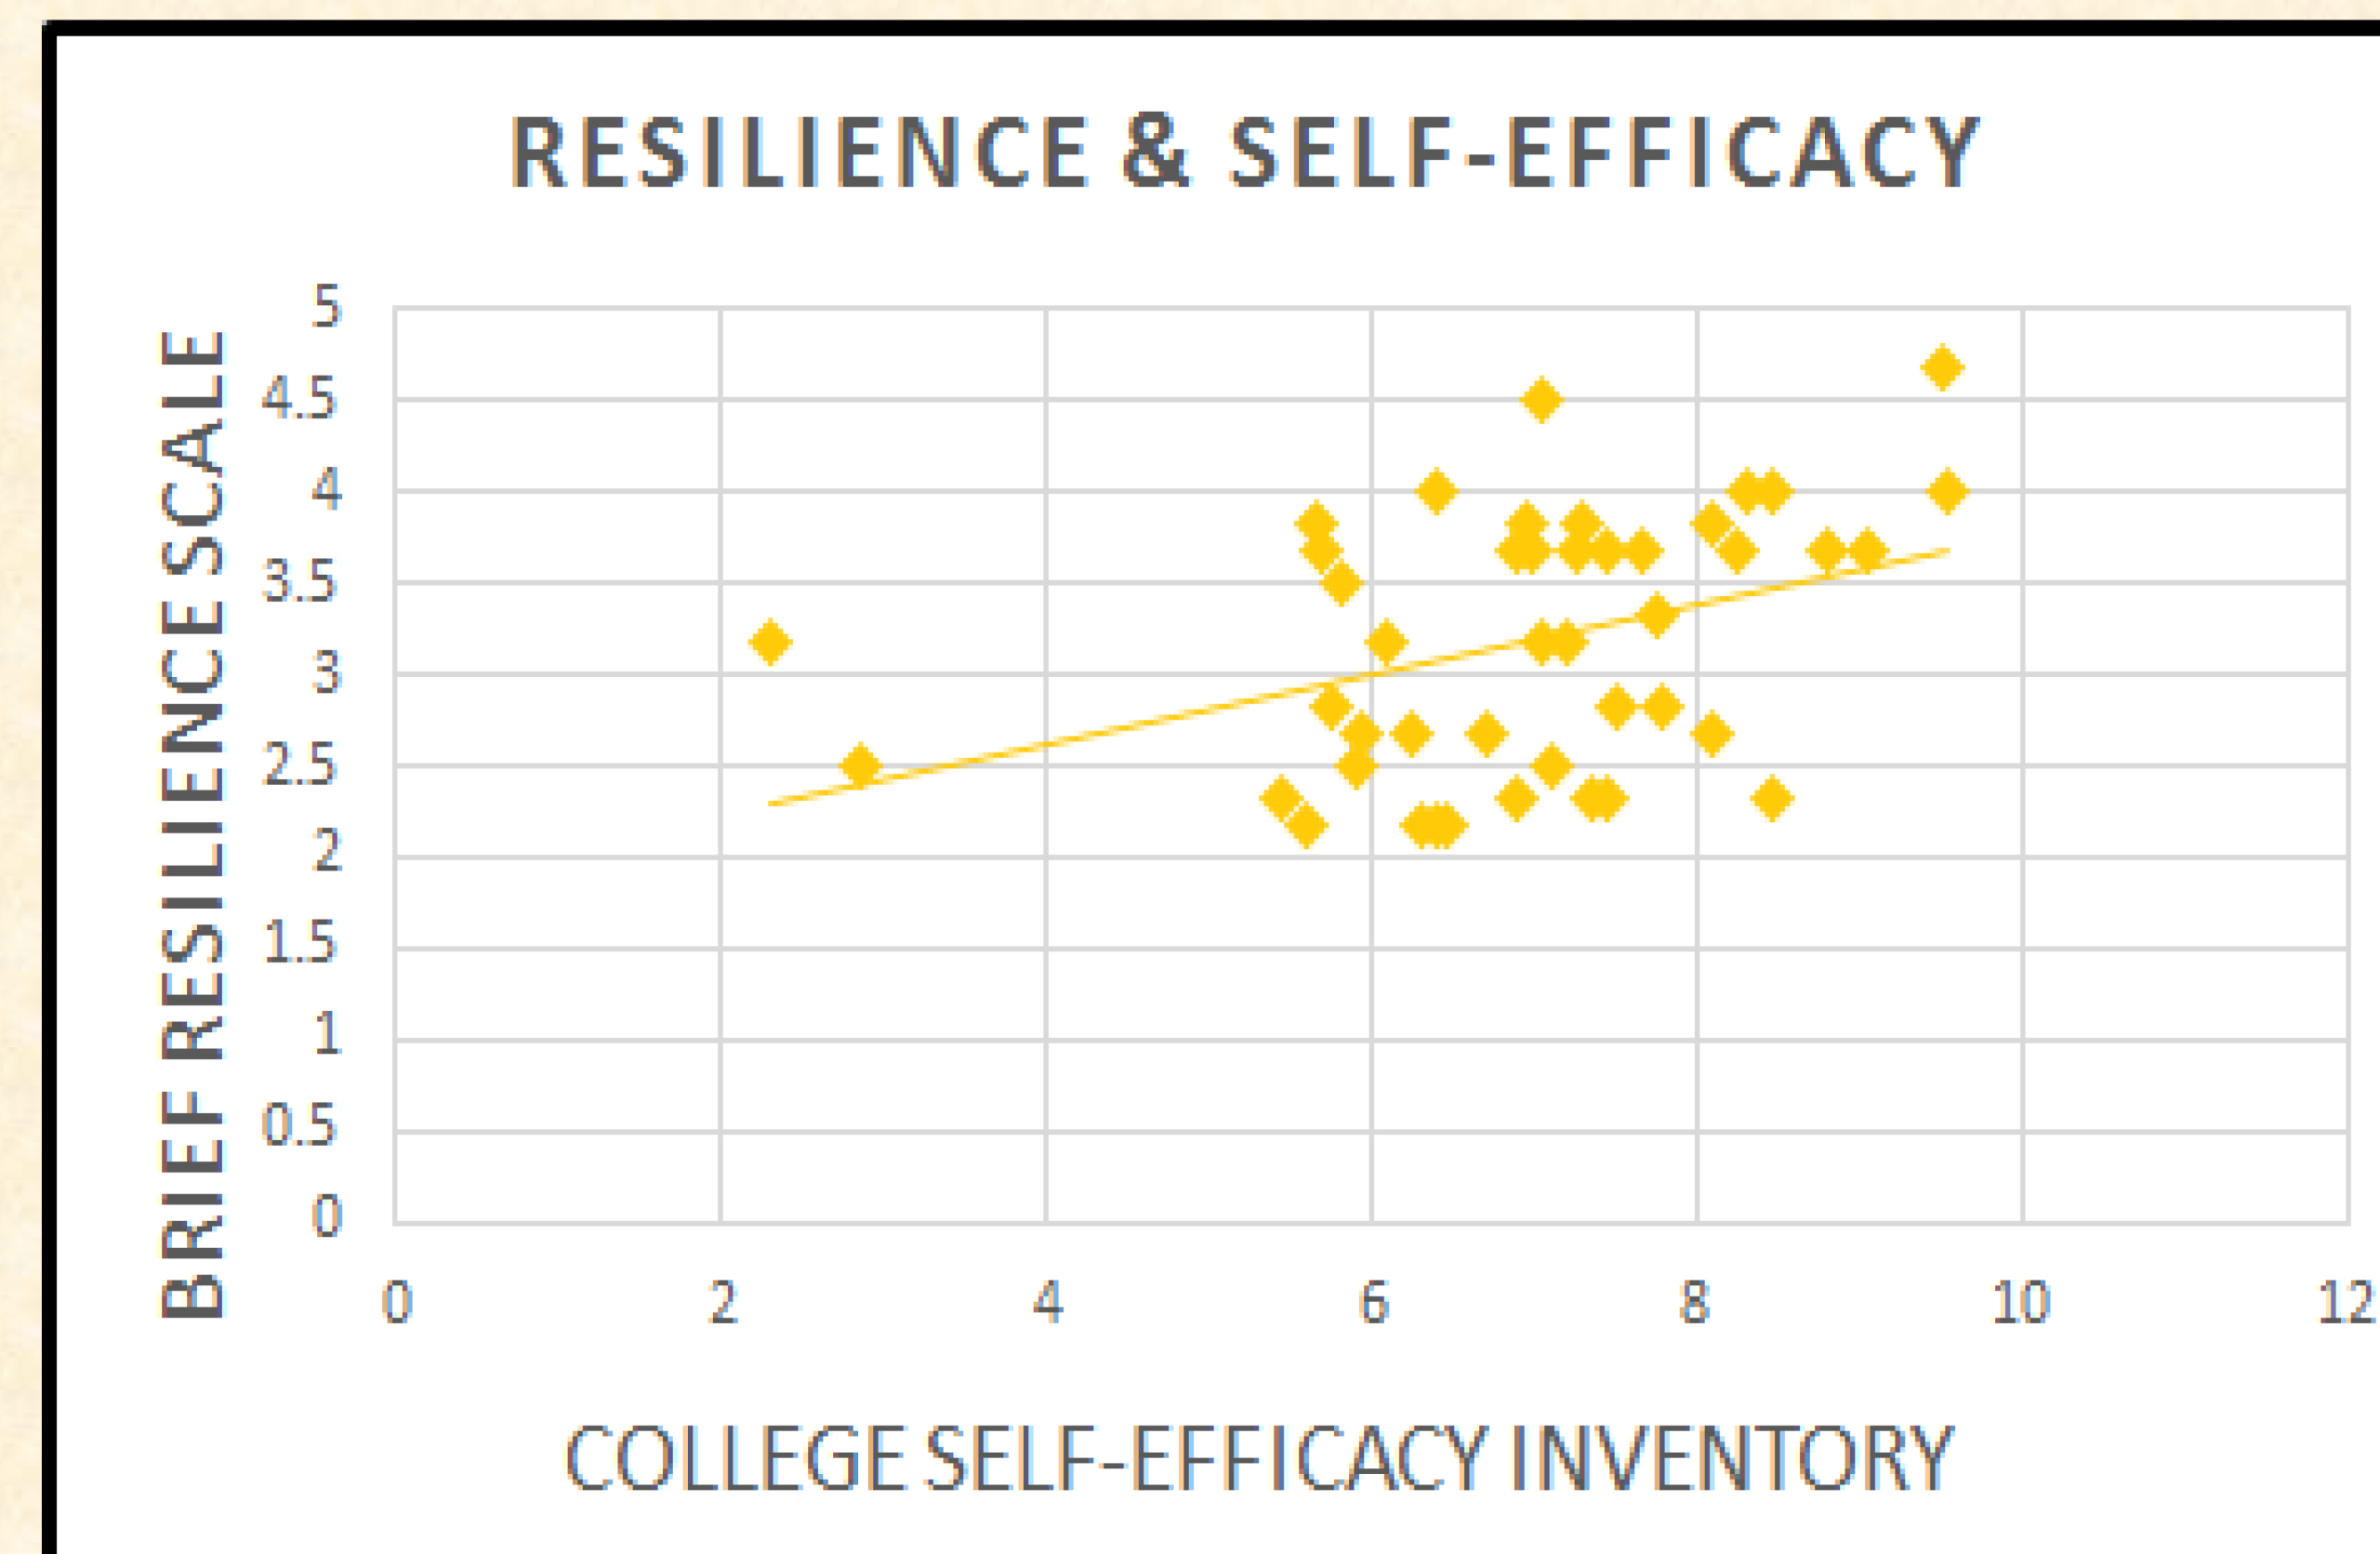 RESILIENCE & SELF-EFFICACY
BRIEF RESILIENCE SCALE
5
4.5
4
3.5
3
2.5
2
1.5
1
0.5
0
0 2 4 6 8 10 12
COLLEGE SELF-EFFICACY INVENTORY